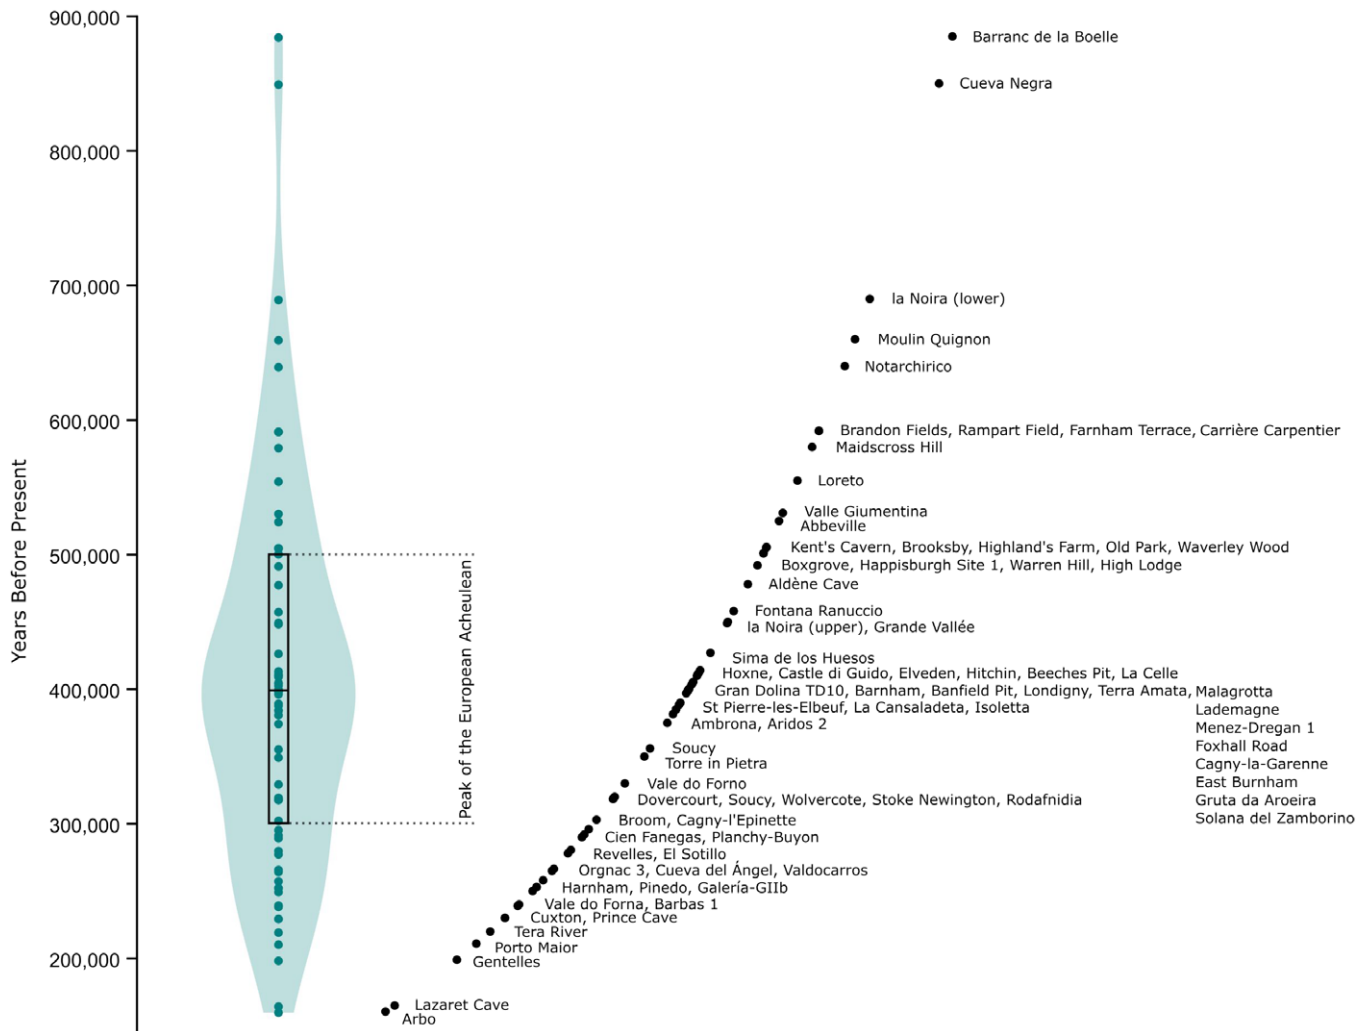 900,000
800,000
700,000
600,000
500,000
400,000
300,000
200,000
Years Before Present
Peak of the European Acheulean
Barranc de la Boelle
Cueva Negra
la Noira (lower)
Moulin Quignon
Notarchirico
Brandon Fields, Rampart Field, Farnham Terrace, Carrière Carpentier
Maidscross Hill
Loreto
Valle Giumentina
Abbeville
Kent's Cavern, Brooksby, Highland's Farm, Old Park, Waverley Wood
Boxgrove, Happisburgh Site 1, Warren Hill, High Lodge
Aldène Cave
Fontana Ranuccio
la Noira (upper), Grande Vallée
Sima de los Huesos
Hoxne, Castle di Guido, Elveden, Hitchin, Beeches Pit, La Celle
Gran Dolina TD10, Barnham, Banfield Pit, Londigny, Terra Amata, Malagrotta
Lademagne
Menez-Dregan 1
Foxhall Road
Cagny-la-Garenne
East Burnham
Gruta da Aroeira
Solana del Zamborino
St Pierre-les-Elbeuf, La Cansaladeta, Isoletta
Ambrona, Aridos 2
Soucy
Torre in Pietra
Vale do Forno
Dovercourt, Soucy, Wolvercote, Stoke Newington, Rodafnidia
Broom, Cagny-l'Epinette
Cien Fanegas, Planchy-Buyon
Revelles, El Sotillo
Orgnac 3, Cueva del Ángel, Valdocarros
Harnham, Pinedo, Galería-GIIb
Vale do Forna, Barbas 1
Cuxton, Prince Cave
Tera River
Porto Maior
Gentelles
Lazaret Cave
Arbo